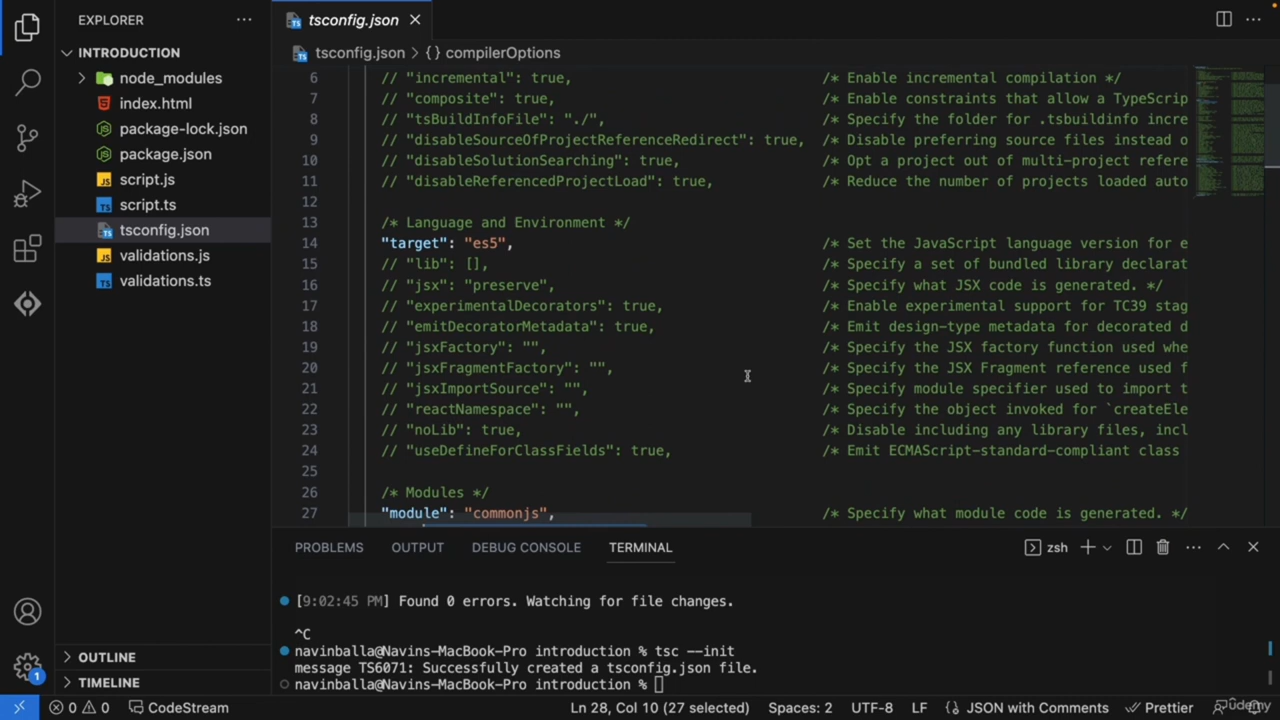 EXPLORER
INTRODUCTION
node_modules
index.html
package-lock.json
package.json
script.js
script.ts
tsconfig.json
validations.js
validations.ts
OUTLINE
TIMELINE
1
tsconfig.json
tsconfig.json > {} compilerOptions
6 // "incremental": true, /* Enable incremental compilation */
7 // "composite": true, /* Enable constraints that allow a TypeScrip
8 // "tsBuildInfoFile": "./", /* Specify the folder for .tsbuildinfo incre
9 // "disableSourceOfProjectReferenceRedirect": true, /* Disable preferring source files instead o
10 // "disableSolutionSearching": true, /* Opt a project out of multi-project refere
11 // "disableReferencedProjectLoad": true, /* Reduce the number of projects loaded auto
12
13 /* Language and Environment */
14 "target": "es5", /* Set the JavaScript language version for e
15 // "lib": [], /* Specify a set of bundled library declarat
16 // "jsx": "preserve", /* Specify what JSX code is generated. */
17 // "experimentalDecorators": true, /* Enable experimental support for TC39 stag
18 // "emitDecoratorMetadata": true, /* Emit design-type metadata for decorated d
19 // "jsxFactory": "", /* Specify the JSX factory function used whe
20 // "jsxFragmentFactory": "", /* Specify the JSX Fragment reference used f
21 // "jsxImportSource": "", /* Specify module specifier used to import t
22 // "reactNamespace": "", /* Specify the object invoked for `createEle
23 // "noLib": true, /* Disable including any library files, incl
24 // "useDefineForClassFields": true, /* Emit ECMAScript-standard-compliant class
25
26 /* Modules */
27 "module": "commonjs", /* Specify what module code is generated. */
PROBLEMS OUTPUT DEBUG CONSOLE TERMINAL zsh
[9:02:45 PM] Found 0 errors. Watching for file changes.
^C
navinballa@Navins-MacBook-Pro introduction % tsc --init
message TS6071: Successfully created a tsconfig.json file.
navinballa@Navins-MacBook-Pro introduction %
0 0 CodeStream Ln 28, Col 10 (27 selected) Spaces: 2 UTF-8 LF {} JSON with Comments Prettier
Udemy